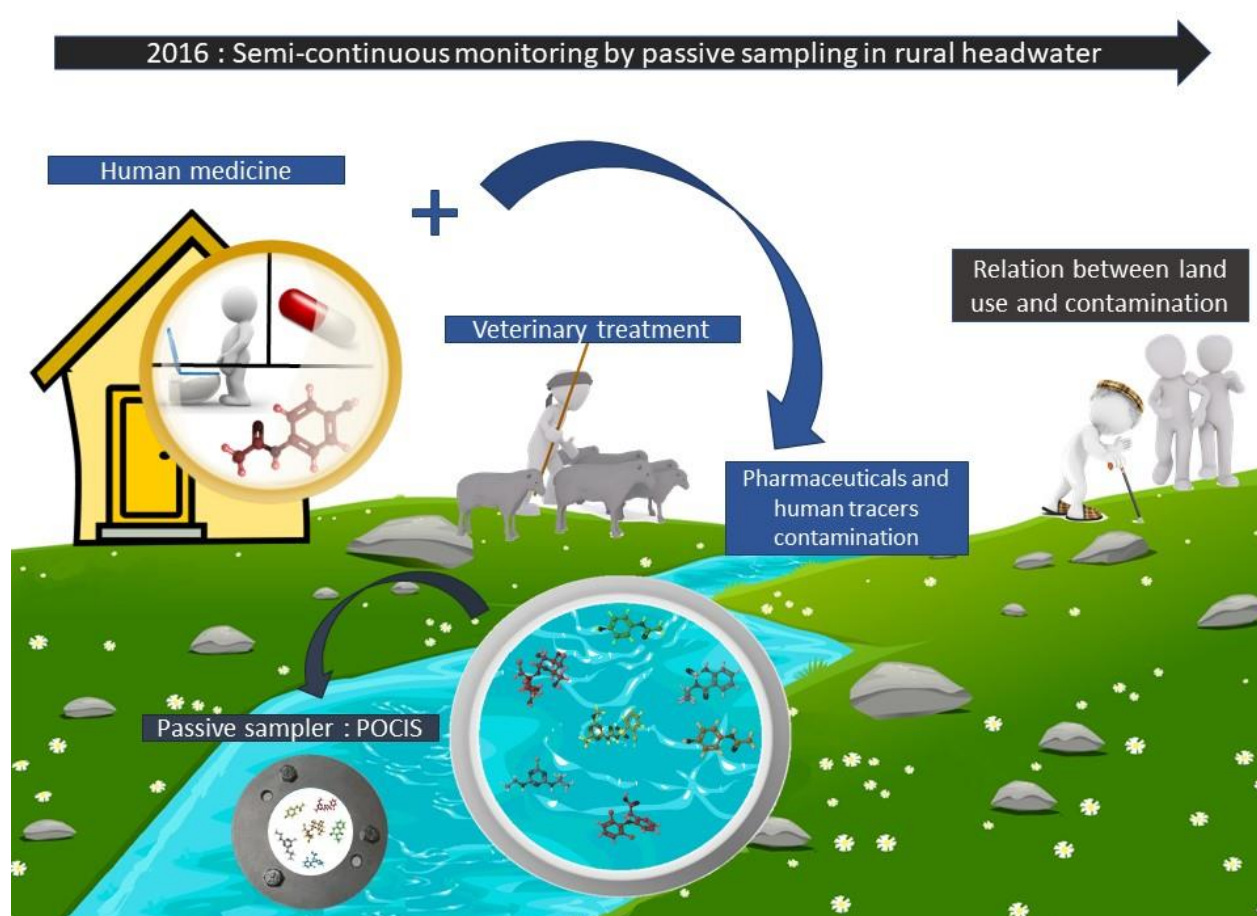 2016 : Semi-continuous monitoring by passive sampling in rural headwater
Human medicine
+
Veterinary treatment
Relation between land
use and contamination
Pharmaceuticals and
human tracers
contamination
Passive sampler : POCIS